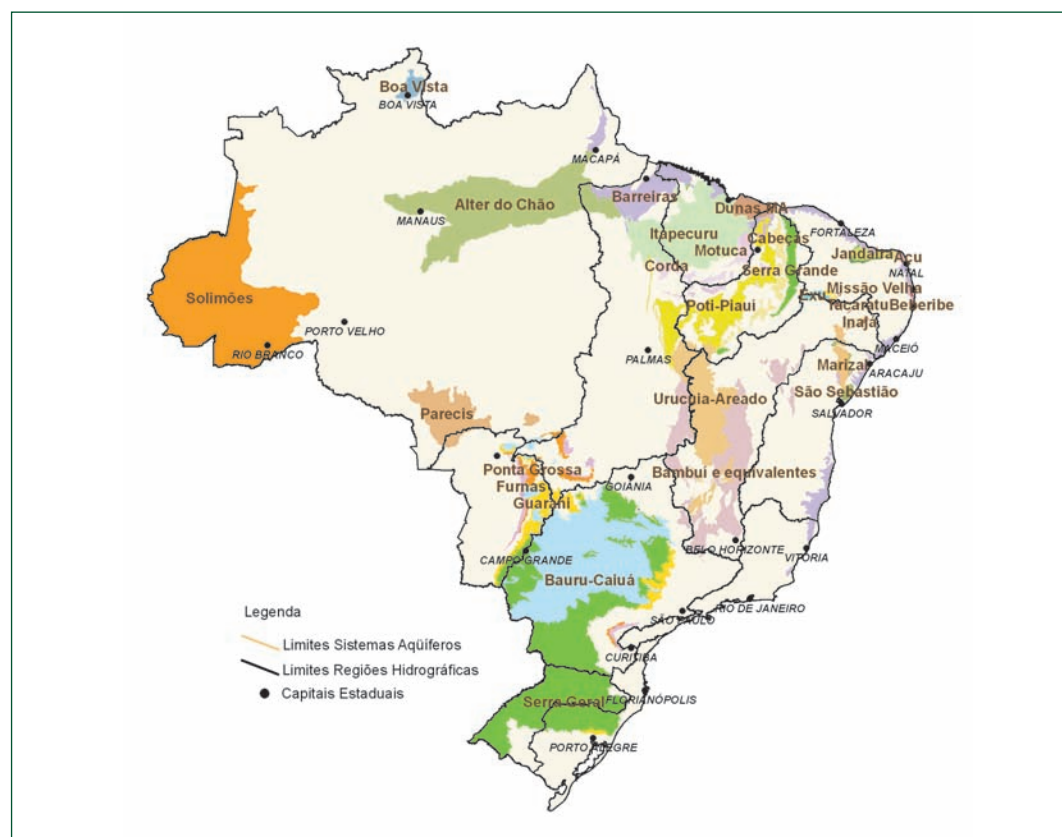 Boa Vista
BOA VISTA
MACAPÁ
Barreiras
Alter do Chão
MANAUS
Dunas MA
Itapecuru
Cabeças
FORTALEZA
Motuca
Jandaíra
Açu
NATAL
Corda
Serra Grande
Missão Velha
Exu
Tacaratu
Beberibe
Solimões
Poti-Piaui
Inajá
PORTO VELHO
MACEIÓ
RIO BRANCO
PALMAS
Marizal
ARACAJU
Urucuia-Areado
São Sebastião
SALVADOR
Parecis
Ponta Grossa
Bambuí e equivalentes
Furnas
GOIÂNIA
Guarani
BELO HORIZONTE
VITÓRIA
CAMPO GRANDE
Bauru-Caiuá
Legenda
RIO DE JANEIRO
SÃO PAULO
Limites Sistemas Aqüíferos
CURITIBA
Limites Regiões Hidrográficas
Capitais Estaduais
Serra Geral
FLORIANÓPOLIS
PORTO ALEGRE